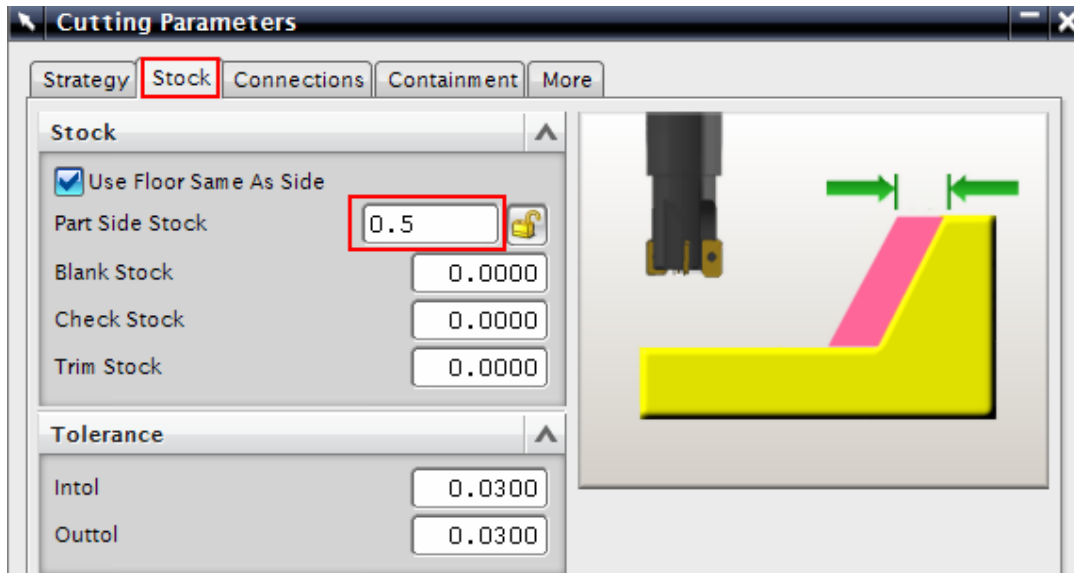 Cutting Parameters
Strategy Stock Connections Containment More
Stock
Use Floor Same As Side
Part Side Stock 0.5
Blank Stock 0.0000
Check Stock 0.0000
Trim Stock 0.0000
Tolerance
Intol 0.0300
Outtol 0.0300